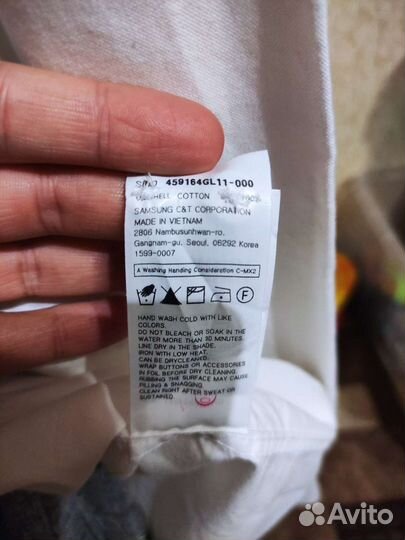 459164GL11-000
COTTON 100%
SAMSUNG C&T CORPORATION
MADE IN VIETNAM
2806 Nambusunhwan-ro,
Gangnam-gu, Seoul, 06292 Korea
1599-0007
A Washing Handing Consideration C-MX2
F
HAND WASH COLD WITH LIKE
COLORS.
DO NOT BLEACH OR SOAK IN THE
WATER MORE THAN 30 MINUTES.
LINE DRY IN THE SHADE.
IRON WITH LOW HEAT.
CAN BE DRYCLEANED.
WRAP BUTTONS OR ACCESSORIES
IN FOIL BEFORE DRY CLEANING.
RUBBING THE SURFACE MAY CAUSE
PILLING & SNAGGING.
CLEAN RIGHT AFTER SWEAT OR
SUSTAINED
Avito